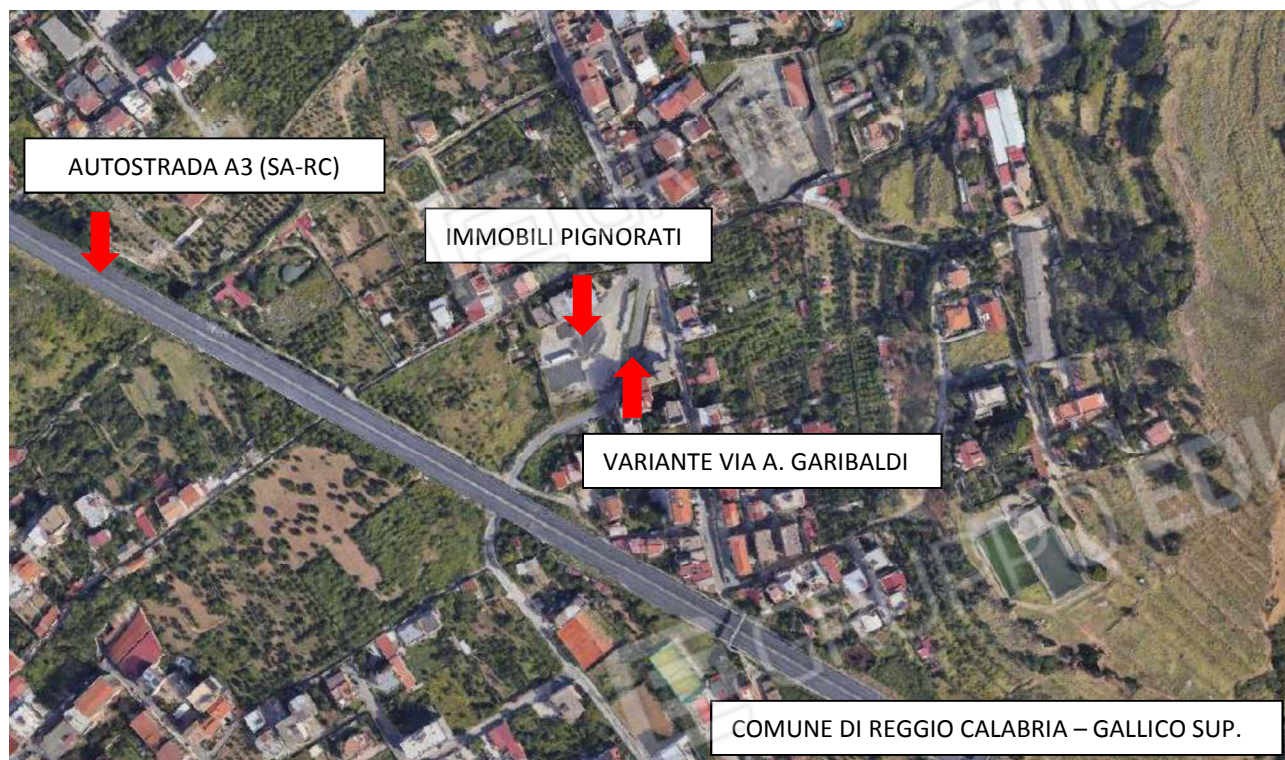 AUTOSTRADA A3 (SA-RC)
IMMOBILI PIGNORATI
VARIANTE VIA A. GARIBALDI
COMUNE DI REGGIO CALABRIA – GALLICO SUP.